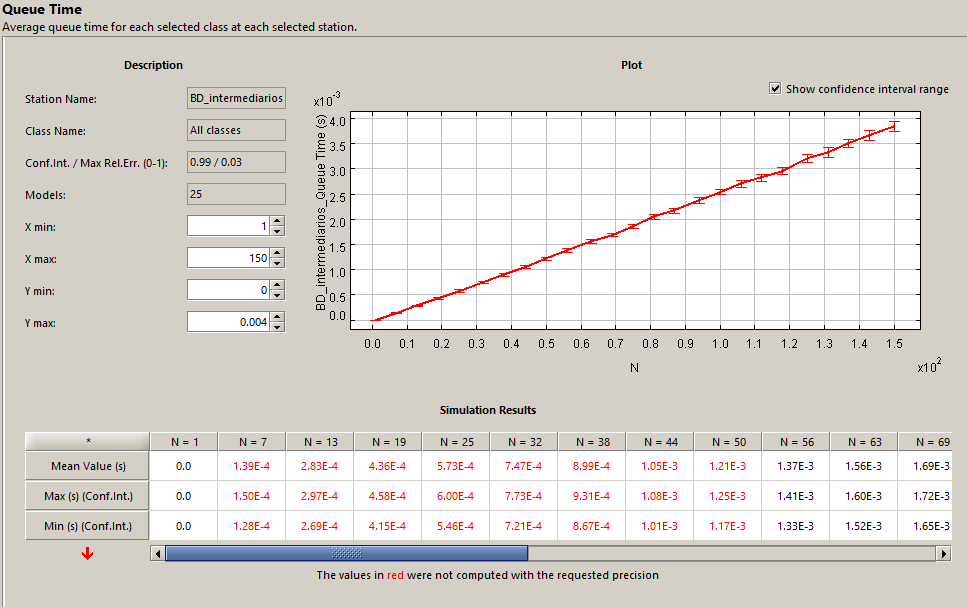 Queue Time
Average queue time for each selected class at each selected station.
Description
Station Name: BD_intermediarios
Class Name: All classes
Conf.Int. / Max Rel.Err. (0-1): 0.99 / 0.03
Models: 25
X min: 1
X max: 150
Y min: 0
Y max: 0.004
Plot
Show confidence interval range
x10-3
BD_intermediarios_Queue Time (s)
4.0
3.5
3.0
2.5
2.0
1.5
1.0
0.5
0.0
0.0 0.1 0.2 0.3 0.4 0.5 0.6 0.7 0.8 0.9 1.0 1.1 1.2 1.3 1.4 1.5
N
x102
Simulation Results
* N = 1 N = 7 N = 13 N = 19 N = 25 N = 32 N = 38 N = 44 N = 50 N = 56 N = 63 N = 69
Mean Value (s) 0.0 1.39E-4 2.83E-4 4.36E-4 5.73E-4 7.47E-4 8.99E-4 1.05E-3 1.21E-3 1.37E-3 1.56E-3 1.69E-3
Max (s) (Conf.Int.) 0.0 1.50E-4 2.97E-4 4.58E-4 6.00E-4 7.73E-4 9.31E-4 1.08E-3 1.25E-3 1.41E-3 1.60E-3 1.72E-3
Min (s) (Conf.Int.) 0.0 1.28E-4 2.69E-4 4.15E-4 5.46E-4 7.21E-4 8.67E-4 1.01E-3 1.17E-3 1.33E-3 1.52E-3 1.65E-3
The values in red were not computed with the requested precision